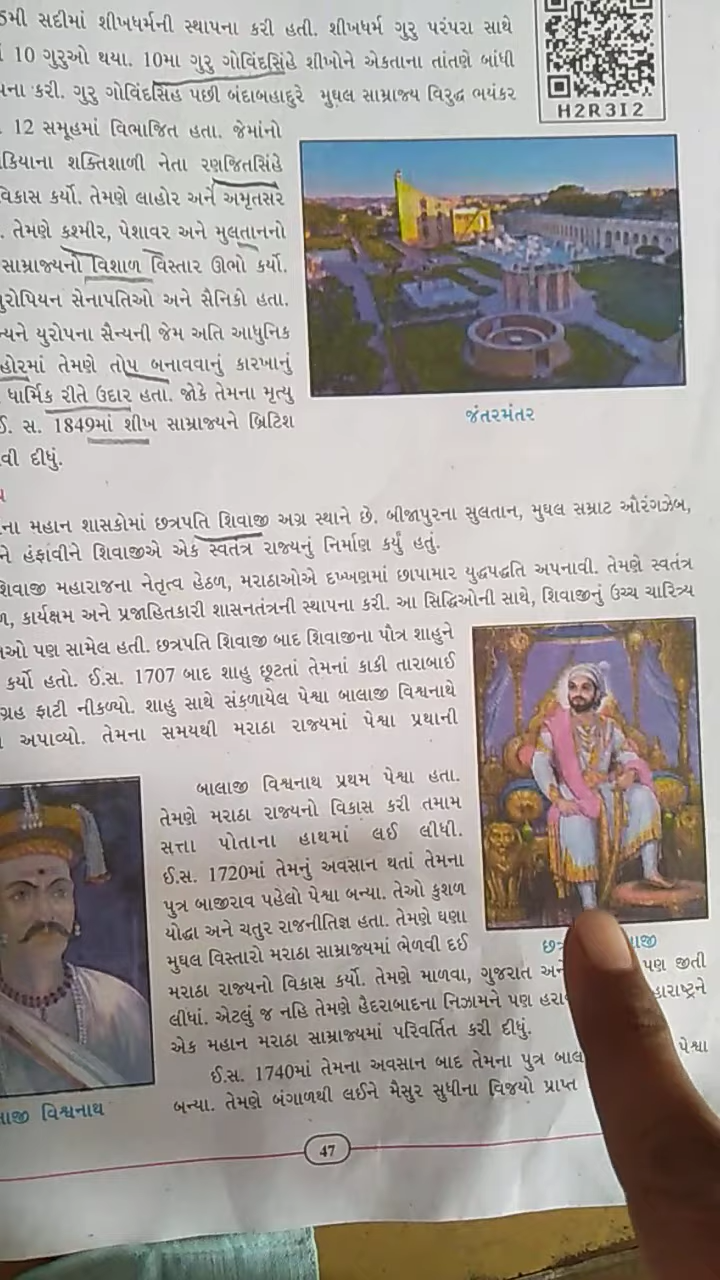 5મી સદીમાં શીખધર્મની સ્થાપના કરી હતી. શીખધર્મ ગુરુ પરંપરા સાથે
10 ગુરુઓ થયા. 10મા ગુરુ ગોવિંદસિંહે શીખોને એકતાના તાંતણે બાંધી
કરી. ગુરુ ગોવિંદસિંહ પછી બંદાબહાદુરે મુઘલ સામ્રાજ્ય વિરુદ્ધ ભયંકર
H2R3I2
. 12 સમૂહમાં વિભાજિત હતા. જેમાંનો
કિયાના શક્તિશાળી નેતા રણજિતસિંહે
વિકાસ કર્યો. તેમણે લાહોર અને અમૃતસર
. તેમણે કશ્મીર, પેશાવર અને મુલતાનનો
સામ્રાજ્યનો વિશાળ વિસ્તાર ઊભો કર્યો.
યુરોપિયન સેનાપતિઓ અને સૈનિકો હતા.
ન્યને યુરોપના સૈન્યની જેમ અતિ આધુનિક
હોરમાં તેમણે તોપ બનાવવાનું કારખાનું
ધાર્મિક રીતે ઉદાર હતા. જોકે તેમના મૃત્યુ
ઈ. સ. 1849માં શીખ સામ્રાજ્યને બ્રિટિશ
વી દીધું.
જંતરમંતર
ના મહાન શાસકોમાં છત્રપતિ શિવાજી અગ્ર સ્થાને છે. બીજાપુરના સુલતાન, મુઘલ સમ્રાટ ઔરંગઝેબ,
ને હંફાવીને શિવાજીએ એક સ્વતંત્ર રાજ્યનું નિર્માણ કર્યું હતું.
શિવાજી મહારાજના નેતૃત્વ હેઠળ, મરાઠાઓએ દખ્ખણમાં છાપામાર યુદ્ધપદ્ધતિ અપનાવી. તેમણે સ્વતંત્ર
કાર્યક્ષમ અને પ્રજાહિતકારી શાસનતંત્રની સ્થાપના કરી. આ સિદ્ધિઓની સાથે, શિવાજીનું ઉચ્ચ ચારિત્ર્ય
ઓ પણ સામેલ હતી. છત્રપતિ શિવાજી બાદ શિવાજીના પૌત્ર શાહુને
કર્યો હતો. ઈ.સ. 1707 બાદ શાહુ છૂટતાં તેમનાં કાકી તારાબાઈ
ગ્રહ ફાટી નીકળ્યો. શાહુ સાથે સંકળાયેલ પેશ્વા બાલાજી વિશ્વનાથે
અપાવ્યો. તેમના સમયથી મરાઠા રાજ્યમાં પેશ્વા પ્રથાની
બાલાજી વિશ્વનાથ પ્રથમ પેશ્વા હતા.
તેમણે મરાઠા રાજ્યનો વિકાસ કરી તમામ
સત્તા પોતાના હાથમાં લઈ લીધી.
ઈ.સ. 1720માં તેમનું અવસાન થતાં તેમના
પુત્ર બાજીરાવ પહેલો પેશ્વા બન્યા. તેઓ કુશળ
યોદ્ધા અને ચતુર રાજનીતિજ્ઞ હતા. તેમણે ઘણા
મુઘલ વિસ્તારો મરાઠા સામ્રાજ્યમાં ભેળવી દઈ
મરાઠા રાજ્યનો વિકાસ કર્યો. તેમણે માળવા, ગુજરાત અને પણ જીતી
લીધાં. એટલું જ નહિ તેમણે હૈદરાબાદના નિઝામને પણ હરા હારાષ્ટ્રને
એક મહાન મરાઠા સામ્રાજ્યમાં પરિવર્તિત કરી દીધું.
ઈ.સ. 1740માં તેમના અવસાન બાદ તેમના પુત્ર બાલ પેશ્વા
બન્યા. તેમણે બંગાળથી લઈને મૈસુર સુધીના વિજયો પ્રાપ્ત
છત્ર વાજી
લાજી વિશ્વનાથ
47